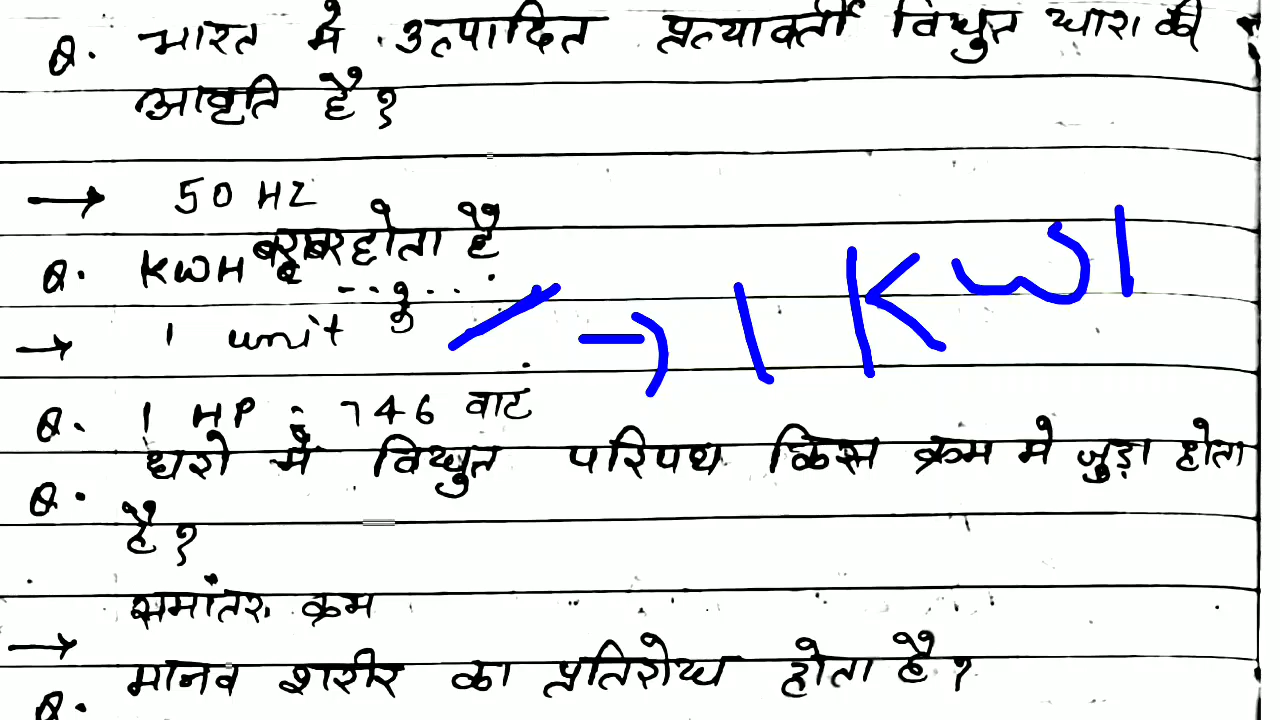 Q. भारत मे उत्पादित प्रत्यावर्ती विधुत धारा की
आवृति है?
→ 50 HZ
बराबर होता है
Q. KWH के ......
→ 1 unit
→ 1 KW
Q. 1 HP = 746 वाट
Q. घरो में विधुत परिपथ किस क्रम मे जुड़ा होता
है?
→ समांतर क्रम
Q. मानव शरीर का प्रतिरोध होता है?